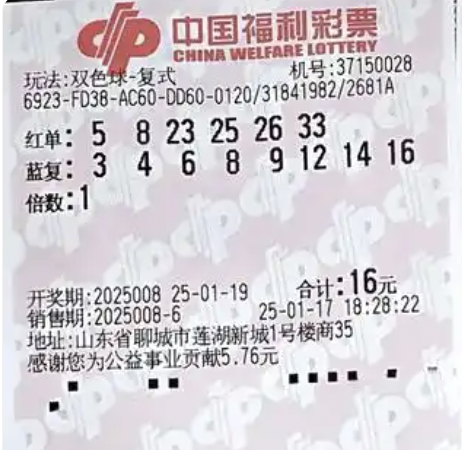 中国福利彩票
CHINA WELFARE LOTTERY
玩法:双色球-复式 机号:37150028
6923-FD38-AC60-DD60-0120/31841982/2681A
红单: 5 8 23 25 26 33
蓝复: 3 4 6 8 9 12 14 16
倍数:1
开奖期:2025008 25-01-19 合计:16元
销售期:2025008-6 25-01-17 18:28:22
地址:山东省聊城市莲湖新城1号楼商35
感谢您为公益事业贡献5.76元